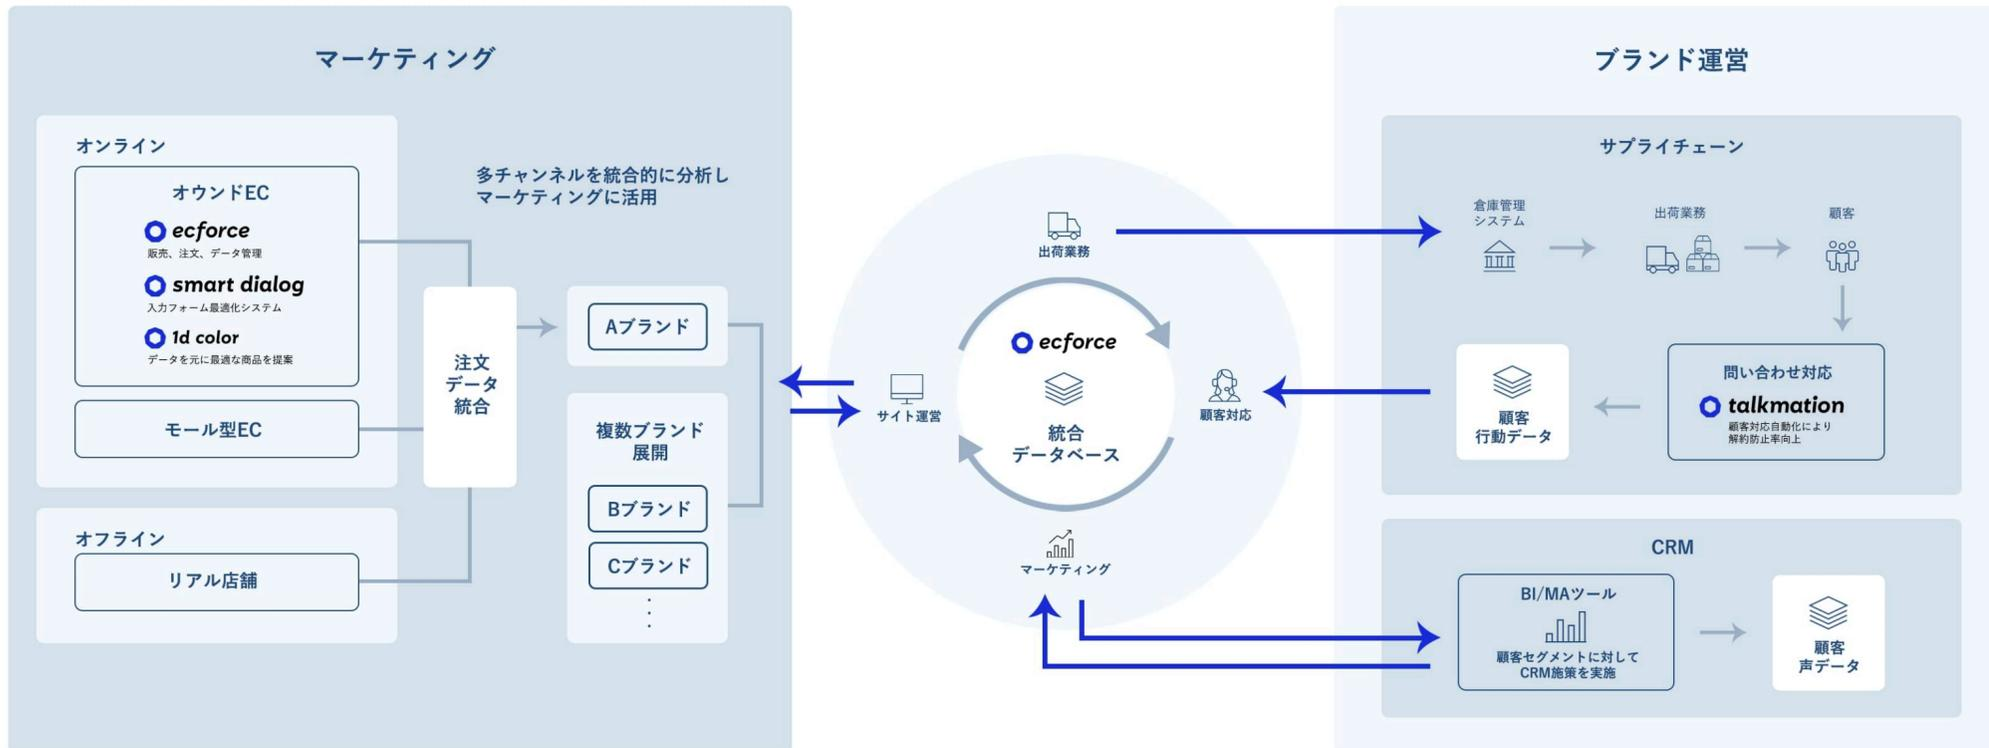 マーケティング
オンライン
オウンドEC
ecforce
販売、注文、データ管理
smart dialog
入力フォーム最適化システム
1d color
データを元に最適な商品を提案
モール型EC
オフライン
リアル店舗
多チャンネルを統合的に分析し
マーケティングに活用
注文
データ
統合
Aブランド
複数ブランド
展開
Bブランド
Cブランド
出荷業務
サイト運営
ecforce
統合
データベース
顧客対応
マーケティング
ブランド運営
サプライチェーン
倉庫管理
システム
出荷業務
顧客
顧客
行動データ
問い合わせ対応
talkmation
顧客対応自動化により
解約防止率向上
CRM
BI/MAツール
顧客セグメントに対して
CRM施策を実施
顧客
声データ